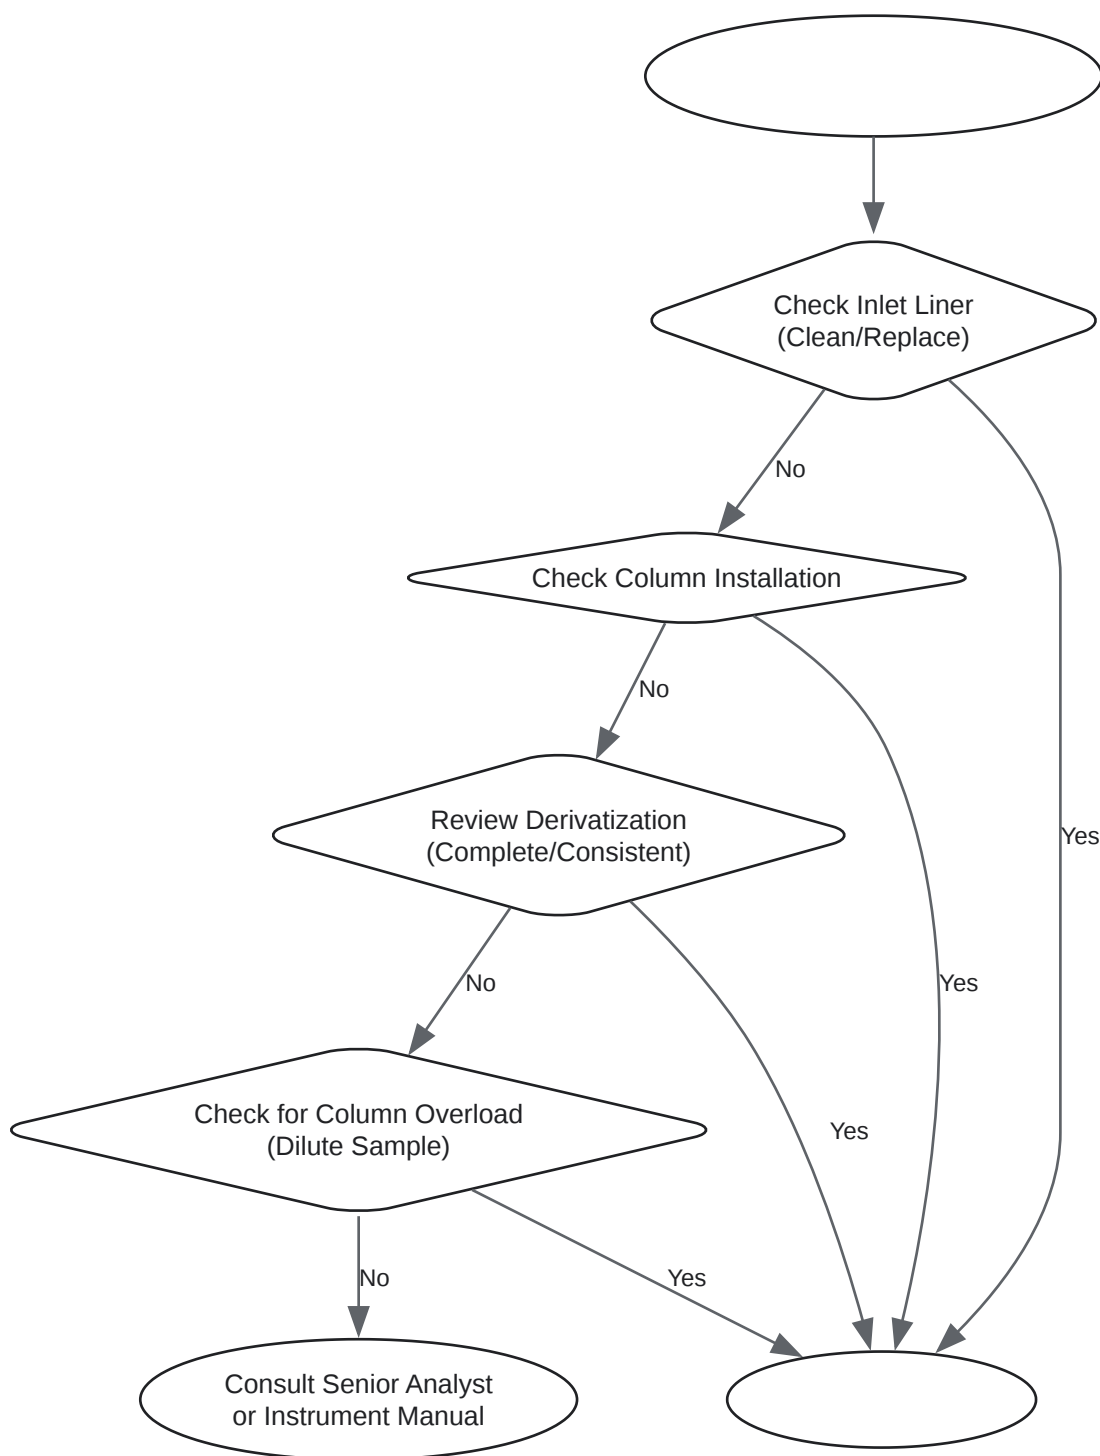 Check Inlet Liner
(Clean/Replace)
No
Check Column Installation
No
Review Derivatization
(Complete/Consistent)
Yes
No
Yes
Check for Column Overload
(Dilute Sample)
Yes
No
Yes
Consult Senior Analyst
or Instrument Manual